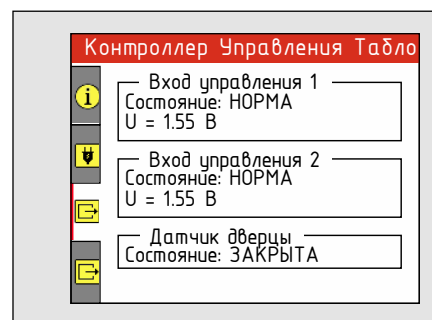 Контроллер Управления Табло
Вход управления 1
Состояние: НОРМА
U = 1.55 В
Вход управления 2
Состояние: НОРМА
U = 1.55 В
Датчик дверцы
Состояние: ЗАКРЫТА